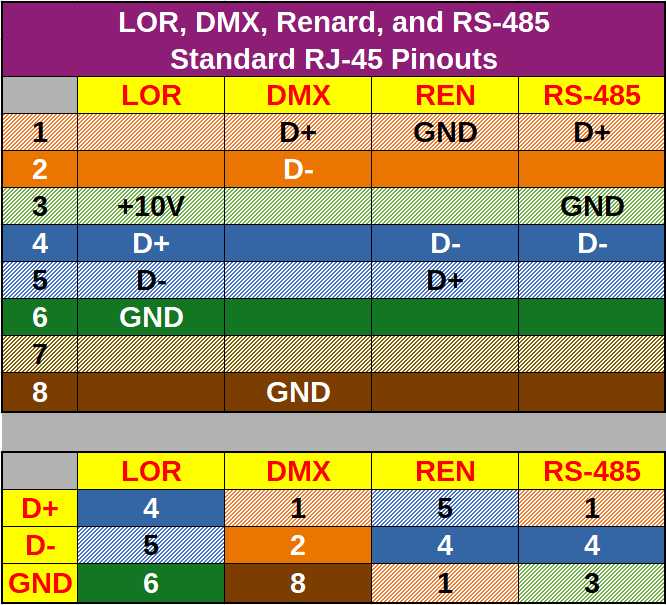 LOR, DMX, Renard, and RS-485
Standard RJ-45 Pinouts
LOR DMX REN RS-485
1 D+ GND D+
2 D-
3 +10V GND
4 D+ D- D-
5 D- D+
6 GND
7
8 GND
LOR DMX REN RS-485
D+ 4 1 5 1
D- 5 2 4 4
GND 6 8 1 3